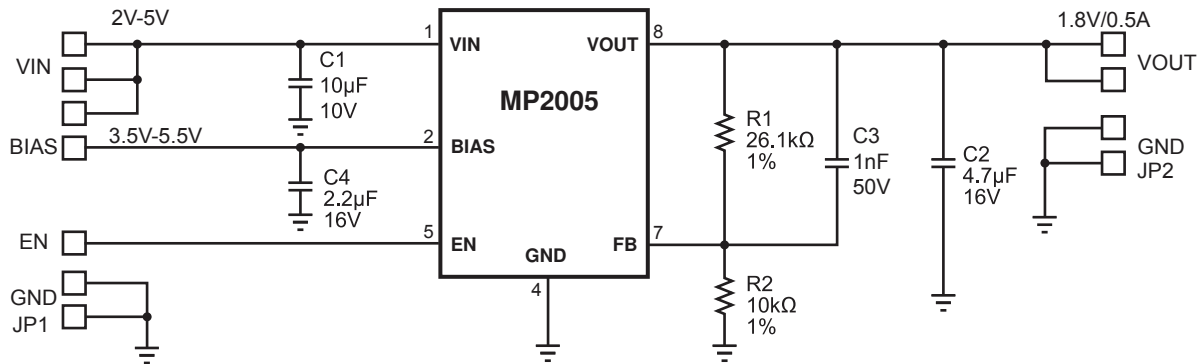 2V-5V
1.8V/0.5A
VIN
1
VIN
VOUT
8
VOUT
C1
10µF
10V
MP2005
BIAS
3.5V-5.5V
2
BIAS
C4
2.2µF
16V
R1
26.1kΩ
1%
C3
1nF
50V
C2
4.7µF
16V
GND
JP2
EN
5
EN
FB
7
GND
4
GND
JP1
R2
10kΩ
1%